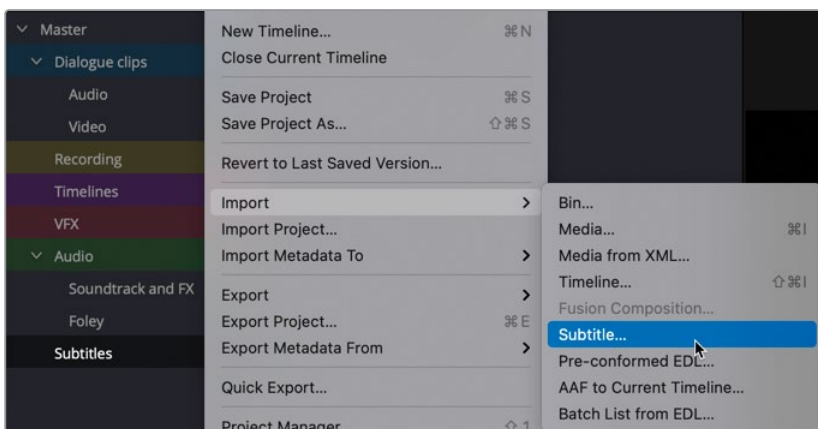 Master
Dialogue clips
Audio
Video
Recording
Timelines
VFX
Audio
Soundtrack and FX
Foley
Subtitles
New Timeline... ⌘ N
Close Current Timeline
Save Project ⌘ S
Save Project As... ⇧ ⌘ S
Revert to Last Saved Version...
Import
Import Project...
Import Metadata To
Export
Export Project... ⌘ E
Export Metadata From
Quick Export...
Project Manager ⇧ 1
Bin...
Media... ⌘ I
Media from XML...
Timeline... ⇧ ⌘ I
Fusion Composition...
Subtitle...
Pre-conformed EDL...
AAF to Current Timeline...
Batch List from EDL...